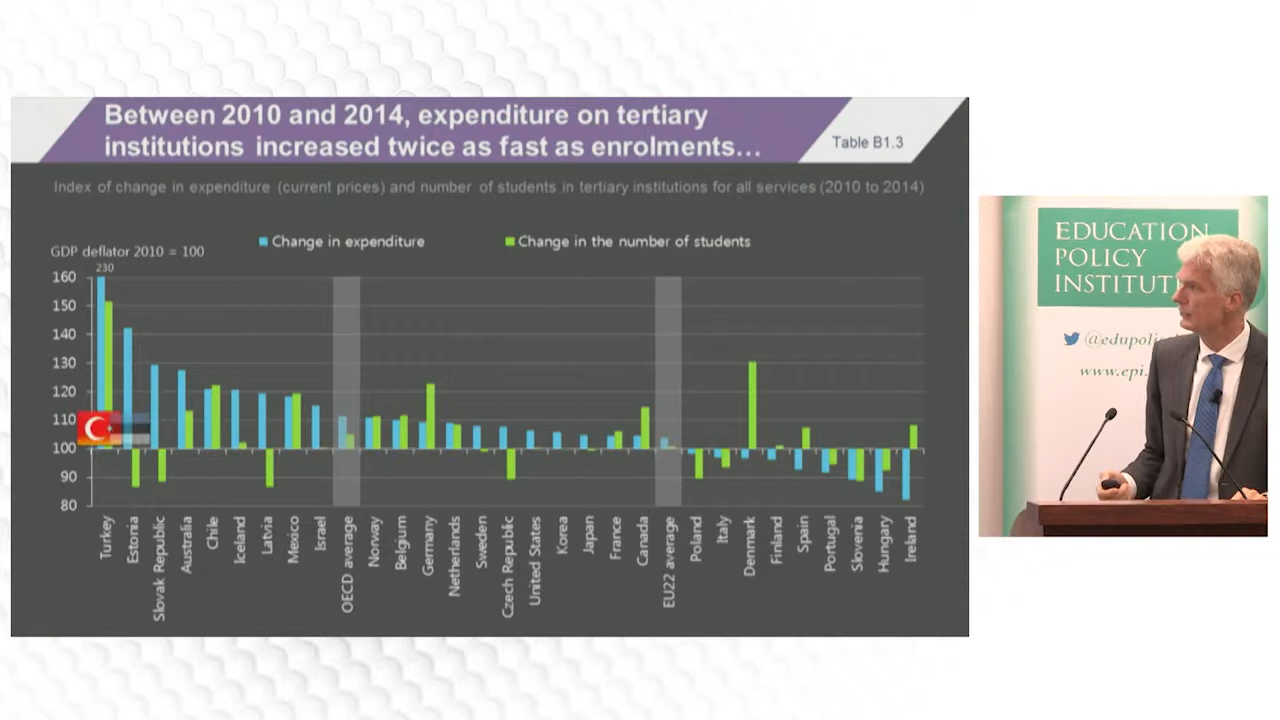 Between 2010 and 2014, expenditure on tertiary
institutions increased twice as fast as enrolments…
Table B1.3
Index of change in expenditure (current prices) and number of students in tertiary institutions for all services (2010 to 2014)
GDP deflator 2010 = 100
Change in expenditure
Change in the number of students
230
160
150
140
130
120
110
100
90
80
Turkey
Estonia
Slovak Republic
Australia
Chile
Iceland
Latvia
Mexico
Israel
OECD average
Norway
Belgium
Germany
Netherlands
Sweden
Czech Republic
United States
Korea
Japan
France
Canada
EU22 average
Poland
Italy
Denmark
Finland
Spain
Portugal
Slovenia
Hungary
Ireland
EDUCATION
POLICY
INSTITUT
@edupoli
www.epi.